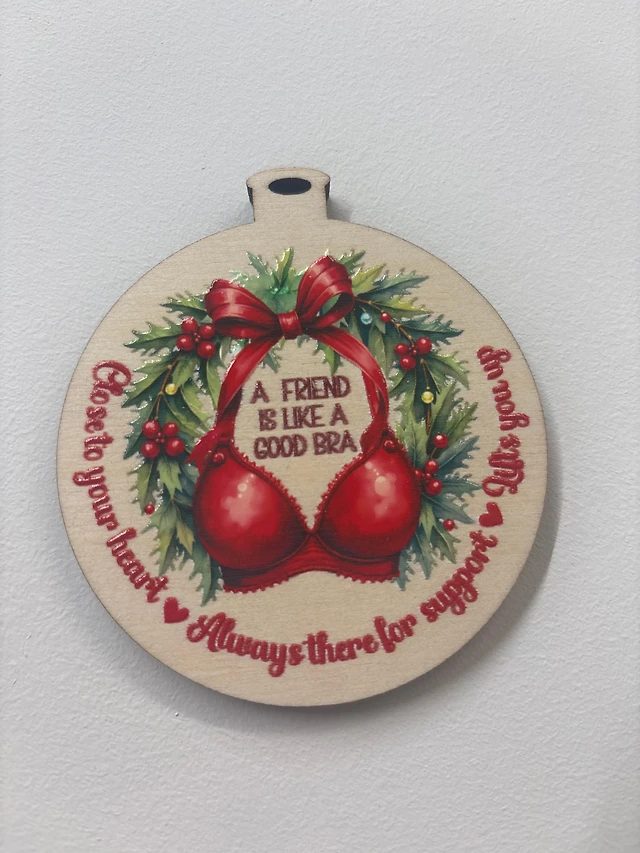 A FRIEND
IS LIKE A
GOOD BRA
Close to your heart ♥ Always there for support ♥ Lifts you up